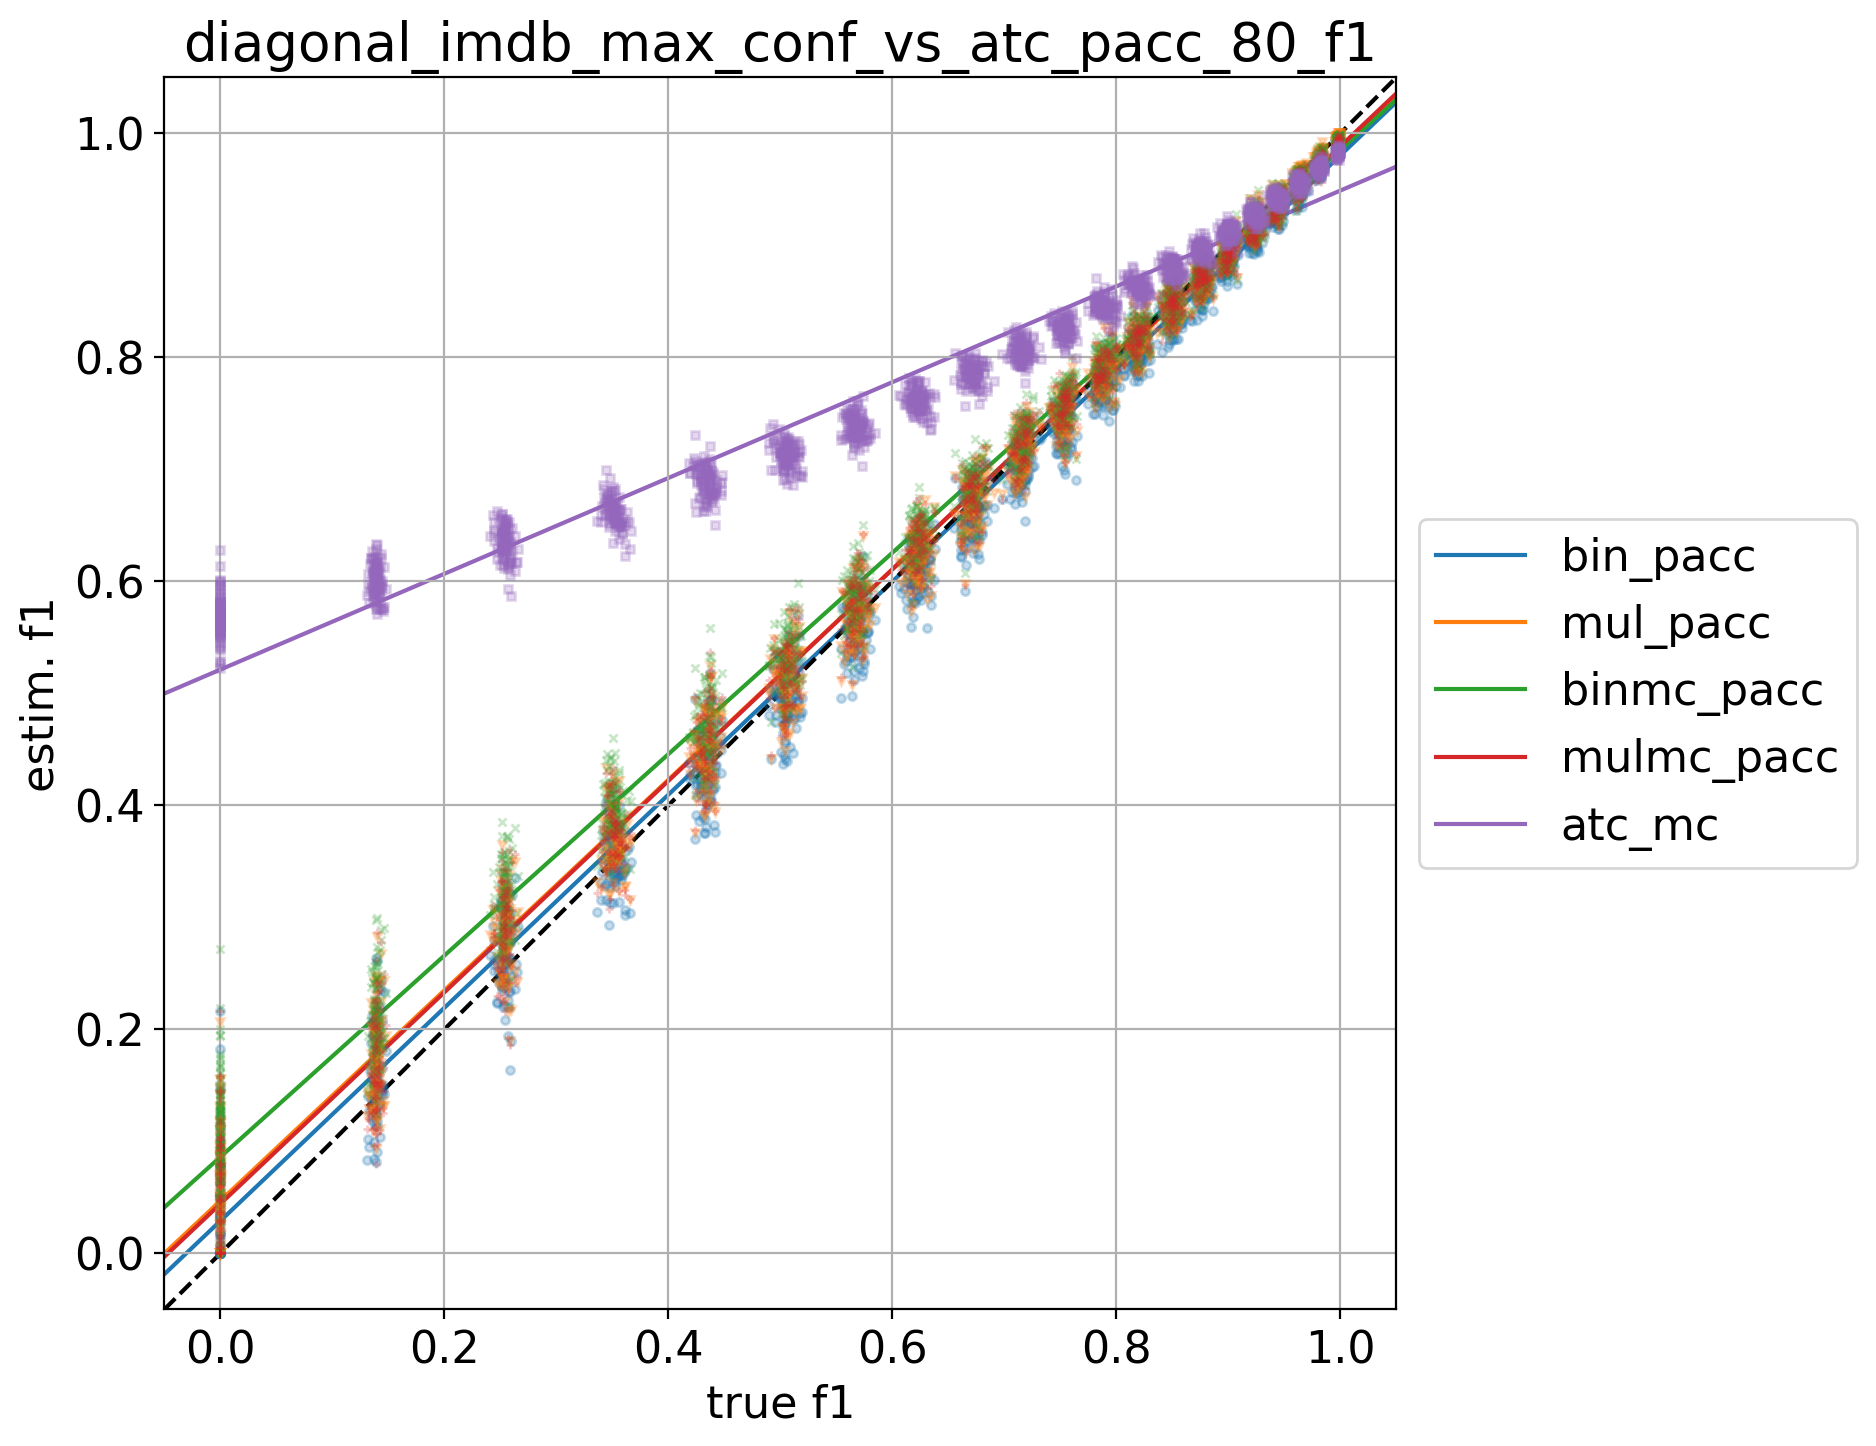 diagonal_imdb_max_conf_vs_atc_pacc_80_f1
1.0
0.8
0.6
0.4
0.2
0.0
estim. f1
0.0 0.2 0.4 0.6 0.8 1.0
true f1
bin_pacc
mul_pacc
binmc_pacc
mulmc_pacc
atc_mc